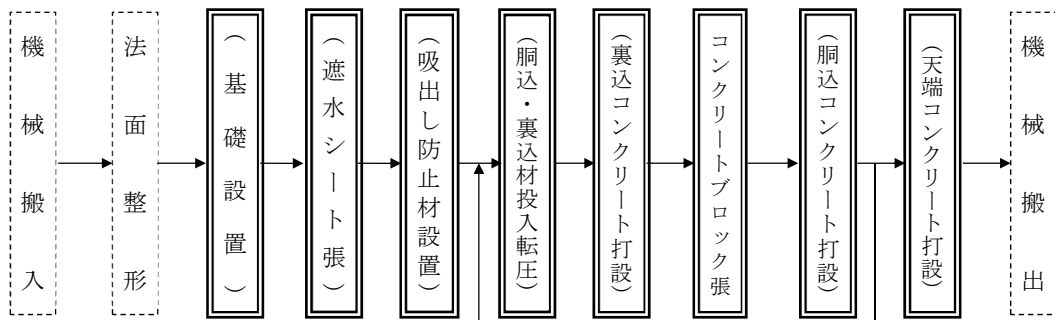 機械搬入
法面整形
（基礎設置）
（遮水シート張）
（吸出し防止材設置）
（胴込・裏込材投入転圧）
（裏込コンクリート打設）
コンクリートブロック張
（胴込コンクリート打設）
（天端コンクリート打設）
機械搬出